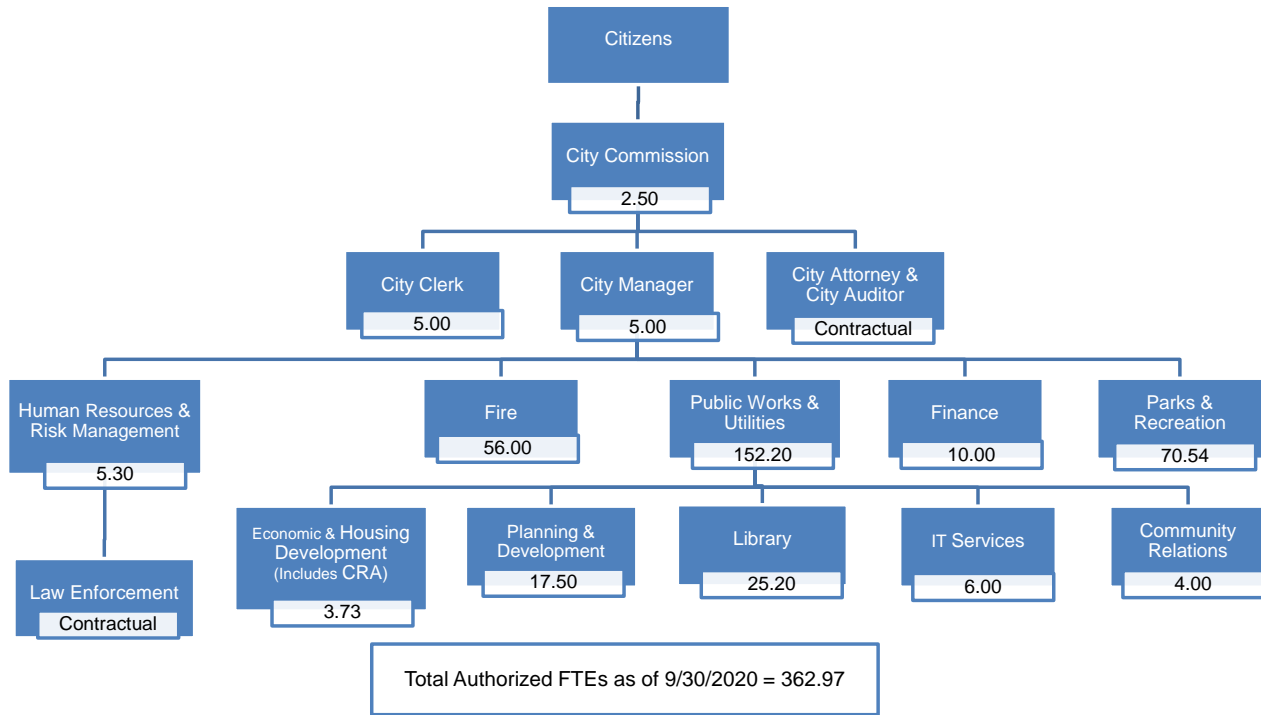 Citizens
City Commission
2.50
City Clerk
5.00
City Manager
5.00
City Attorney &
City Auditor
Contractual
Human Resources &
Risk Management
5.30
Fire
56.00
Public Works &
Utilities
152.20
Finance
10.00
Parks &
Recreation
70.54
Law Enforcement
Contractual
Economic & Housing
Development
(Includes CRA)
3.73
Planning &
Development
17.50
Library
25.20
IT Services
6.00
Community
Relations
4.00
Total Authorized FTEs as of 9/30/2020 = 362.97